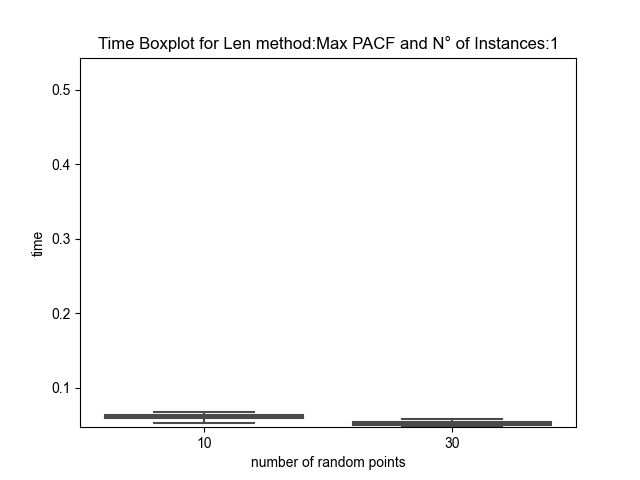 Time Boxplot for Len method:Max PACF and N° of Instances:1
0.5
0.4
0.3
0.2
0.1
time
10
30
number of random points